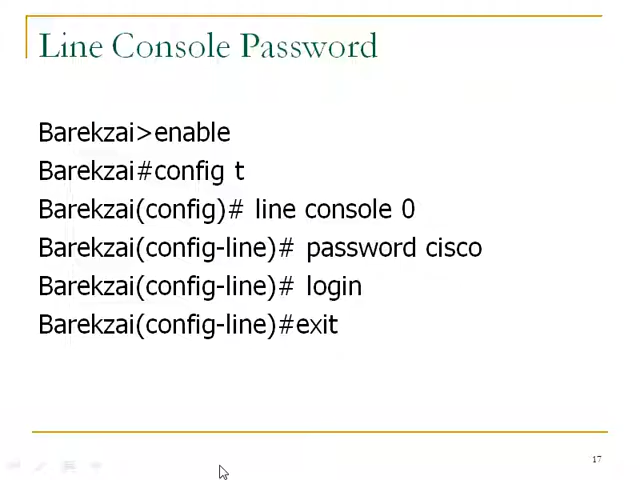 Line Console Password
Barekzai>enable
Barekzai#config t
Barekzai(config)# line console 0
Barekzai(config-line)# password cisco
Barekzai(config-line)# login
Barekzai(config-line)#exit
17